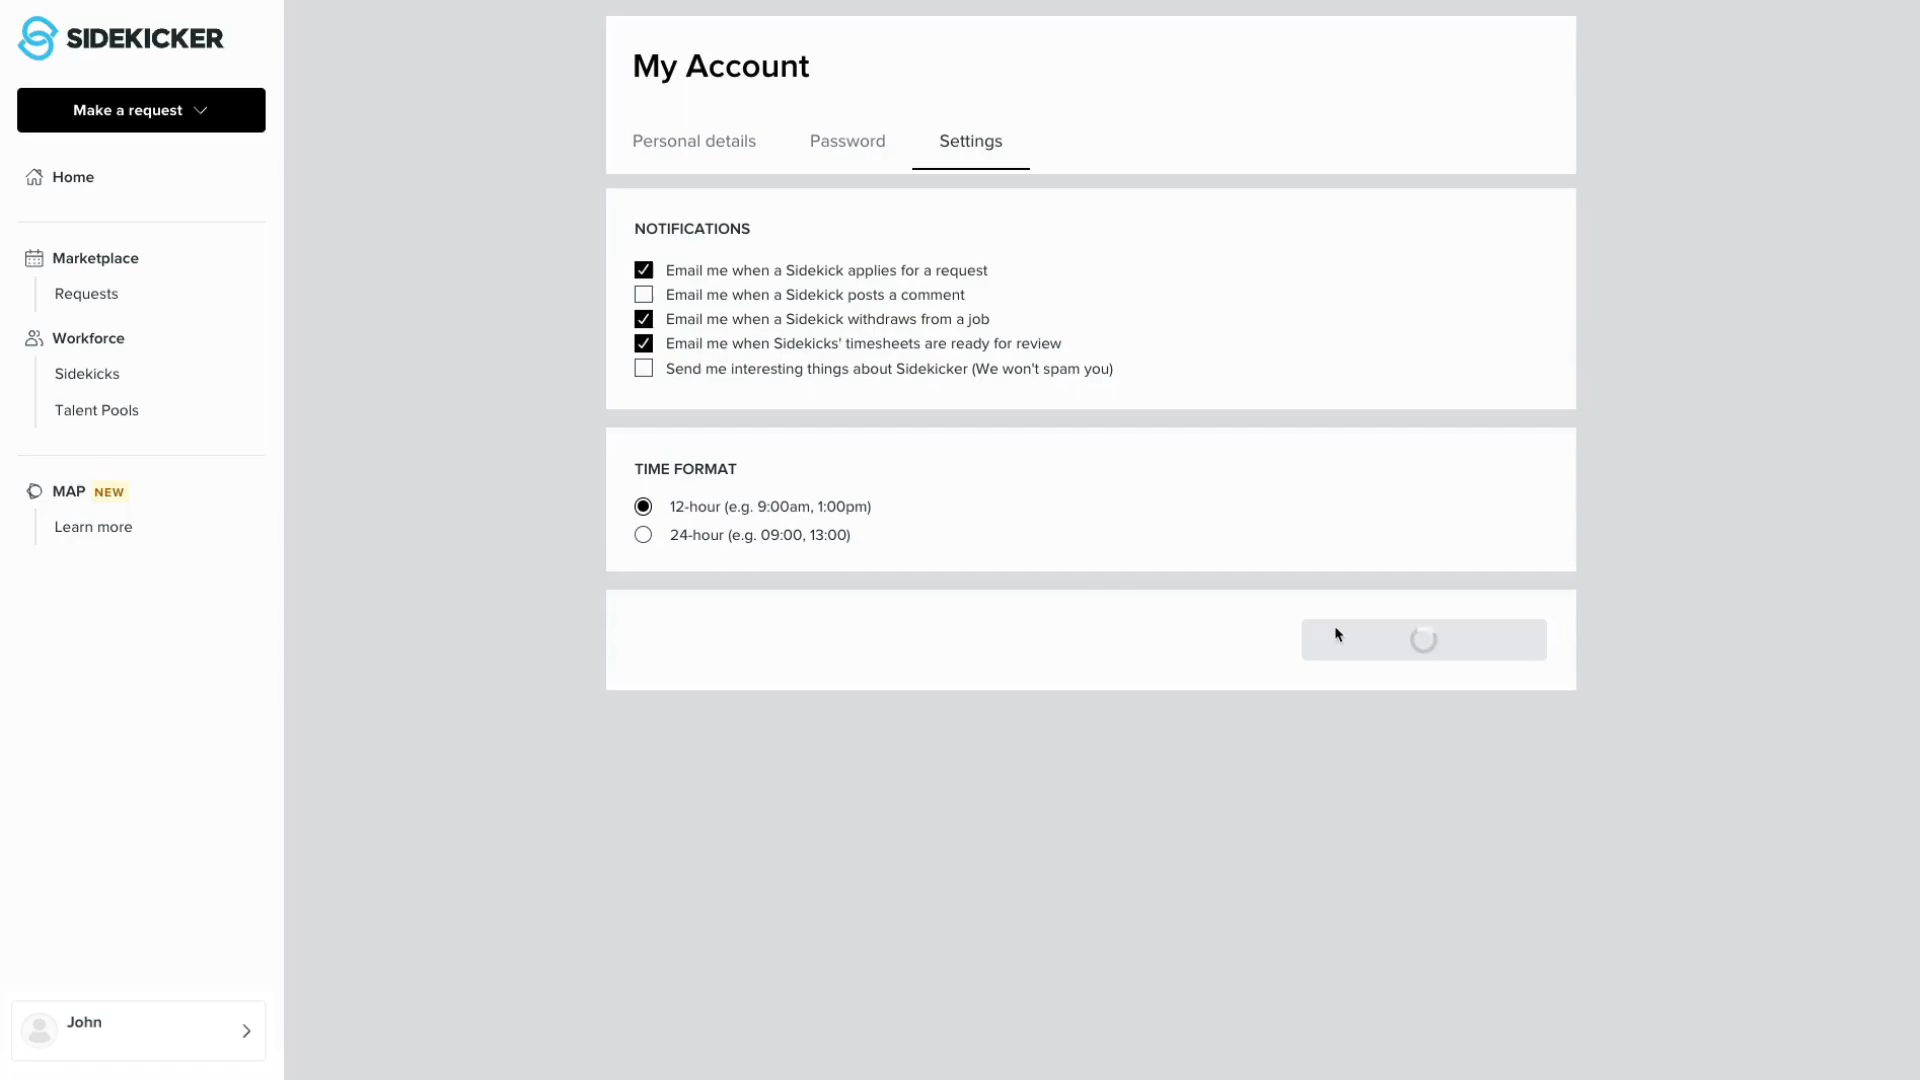 SIDEKICKER
Make a request
Home
Marketplace
Requests
Workforce
Sidekicks
Talent Pools
MAP NEW
Learn more
John
My Account
Personal details Password Settings
NOTIFICATIONS
Email me when a Sidekick applies for a request
Email me when a Sidekick posts a comment
Email me when a Sidekick withdraws from a job
Email me when Sidekicks' timesheets are ready for review
Send me interesting things about Sidekicker (We won't spam you)
TIME FORMAT
12-hour (e.g. 9:00am, 1:00pm)
24-hour (e.g. 09:00, 13:00)